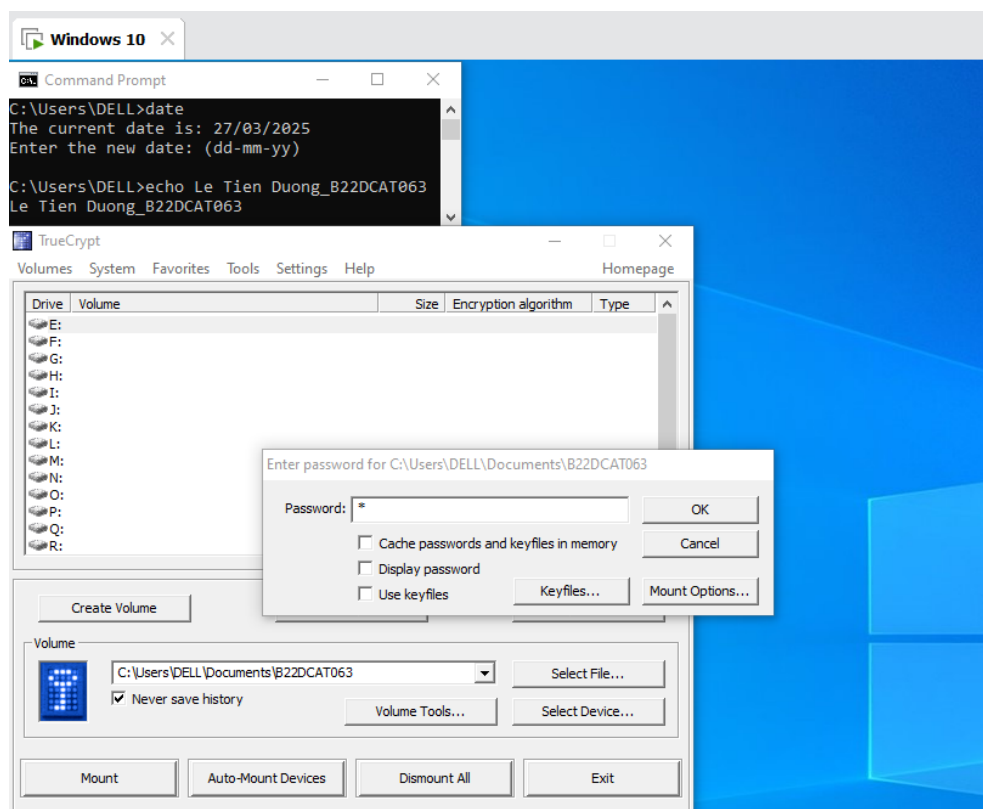 Windows 10
Command Prompt
C:\Users\DELL>date
The current date is: 27/03/2025
Enter the new date: (dd-mm-yy)
C:\Users\DELL>echo Le Tien Duong_B22DCAT063
Le Tien Duong_B22DCAT063
TrueCrypt
Volumes System Favorites Tools Settings Help Homepage
Drive Volume Size Encryption algorithm Type
E:
F:
G:
H:
I:
J:
K:
L:
M:
N:
O:
P:
Q:
R:
Enter password for C:\Users\DELL\Documents\B22DCAT063
Password: * OK
Cache passwords and keyfiles in memory Cancel
Display password
Use keyfiles Keyfiles... Mount Options...
Create Volume
Volume
C:\Users\DELL\Documents\B22DCAT063 Select File...
Never save history
Volume Tools... Select Device...
Mount Auto-Mount Devices Dismount All Exit